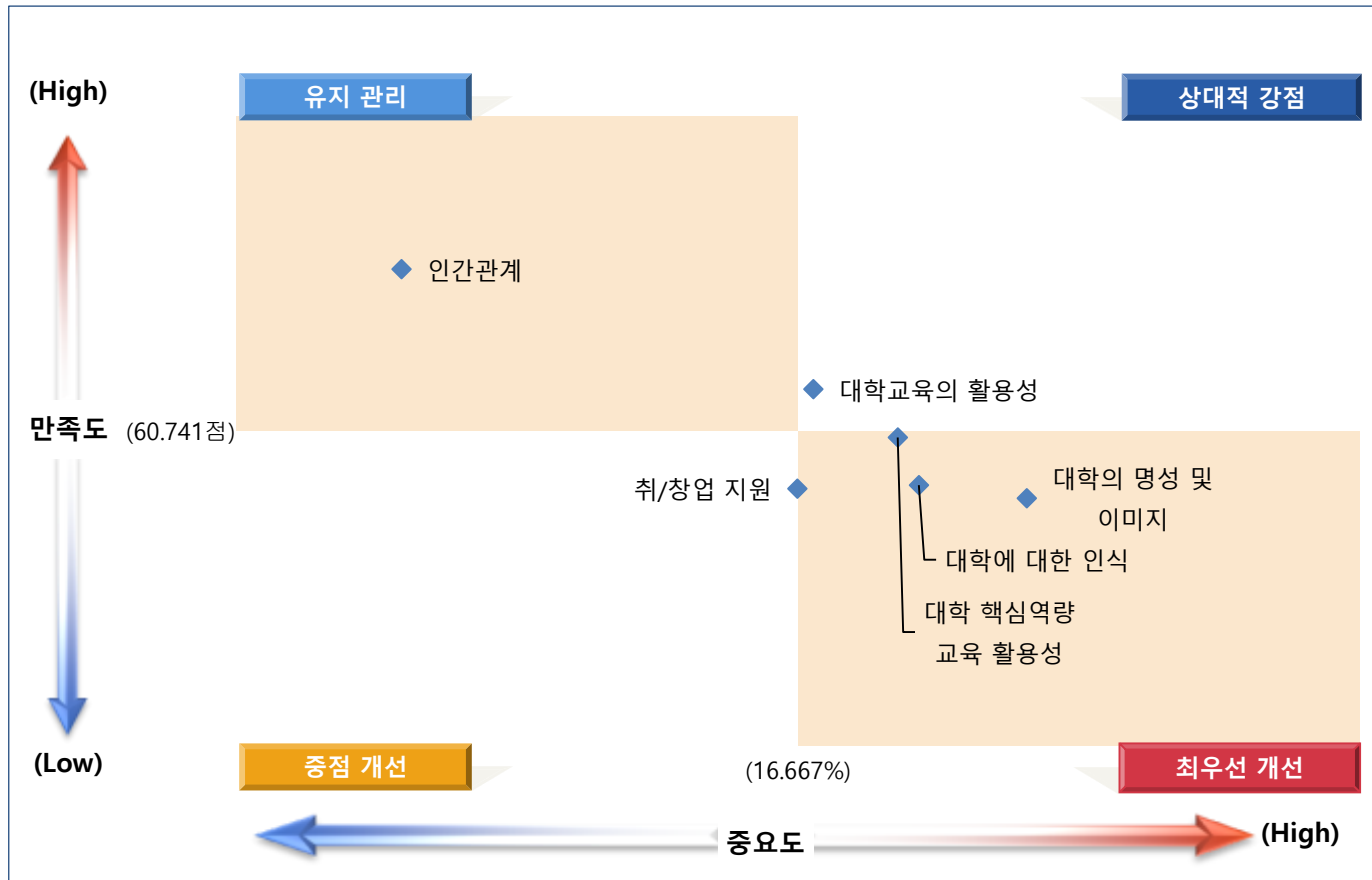 (High)
유지 관리
상대적 강점
인간관계
대학교육의 활용성
만족도 (60.741점)
취/창업 지원
대학의 명성 및
이미지
대학에 대한 인식
대학 핵심역량
교육 활용성
(Low)
중점 개선
(16.667%)
최우선 개선
중요도
(High)